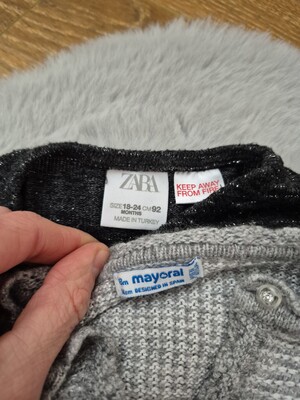 ZARA
SIZE 18-24 CM 92
MONTHS
MADE IN TURKEY
KEEP AWAY
FROM FIRE
mayoral
DESIGNED IN SPAIN